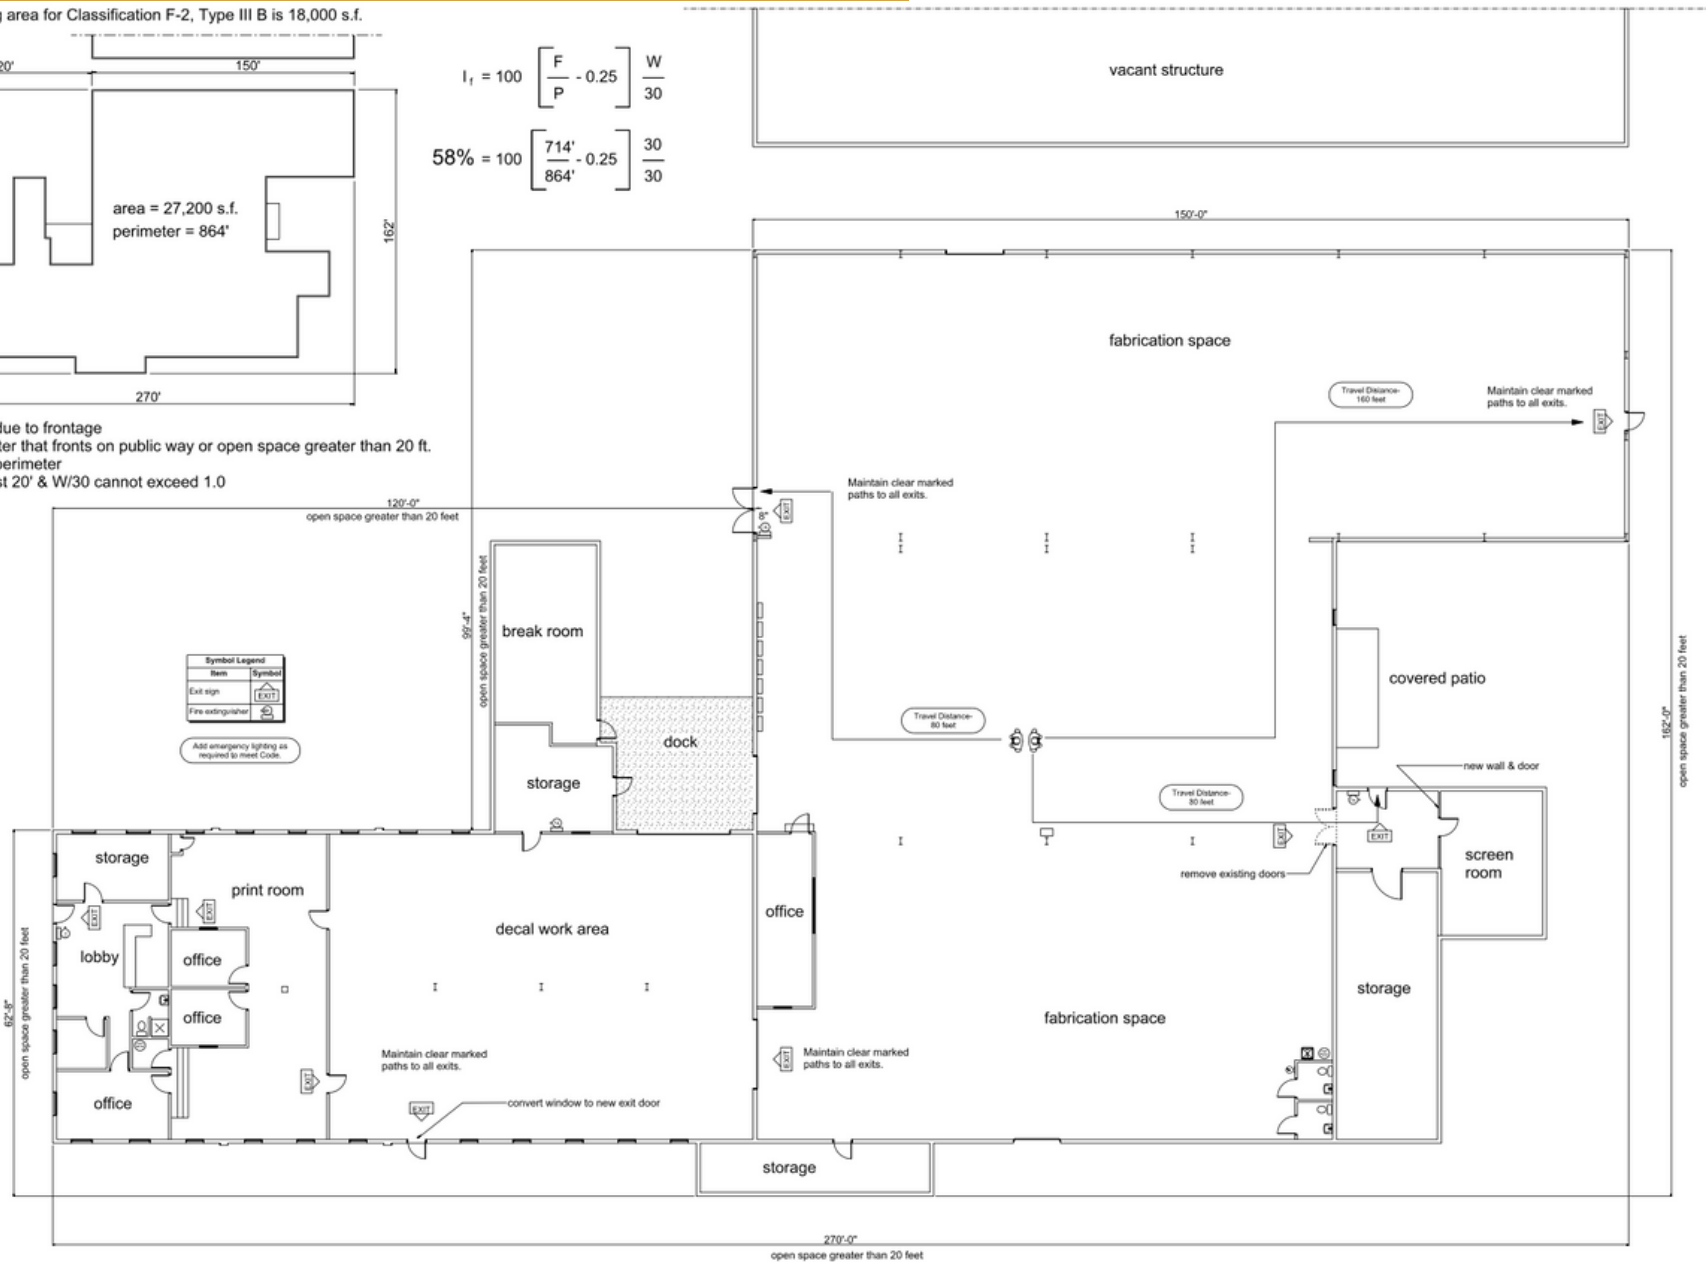 g area for Classification F-2, Type III B is 18,000 s.f.
20'
150'
area = 27,200 s.f.
perimeter = 864'
162'
270'
I f = 100 [ F / P - 0.25 ] W / 30
58% = 100 [ 714' / 864' - 0.25 ] 30 / 30
due to frontage
ter that fronts on public way or open space greater than 20 ft.
perimeter
st 20' & W/30 cannot exceed 1.0
vacant structure
150'-0"
fabrication space
Travel Distance-
160 feet
Maintain clear marked
paths to all exits.
EXIT
Maintain clear marked
paths to all exits.
EXIT
8"
120'-0"
open space greater than 20 feet
99'-4"
open space greater than 20 feet
break room
Symbol Legend
Item
Symbol
Exit sign
EXIT
Fire extinguisher
Add emergency lighting as
required to meet Code.
dock
storage
Travel Distance-
80 feet
covered patio
162'-0"
open space greater than 20 feet
new wall & door
Travel Distance-
80 feet
EXIT
EXIT
remove existing doors
screen
room
storage
storage
print room
EXIT
EXIT
lobby
office
office
decal work area
office
62'-8"
open space greater than 20 feet
storage
fabrication space
Maintain clear marked
paths to all exits.
EXIT
Maintain clear marked
paths to all exits.
EXIT
office
EXIT
convert window to new exit door
storage
270'-0"
open space greater than 20 feet